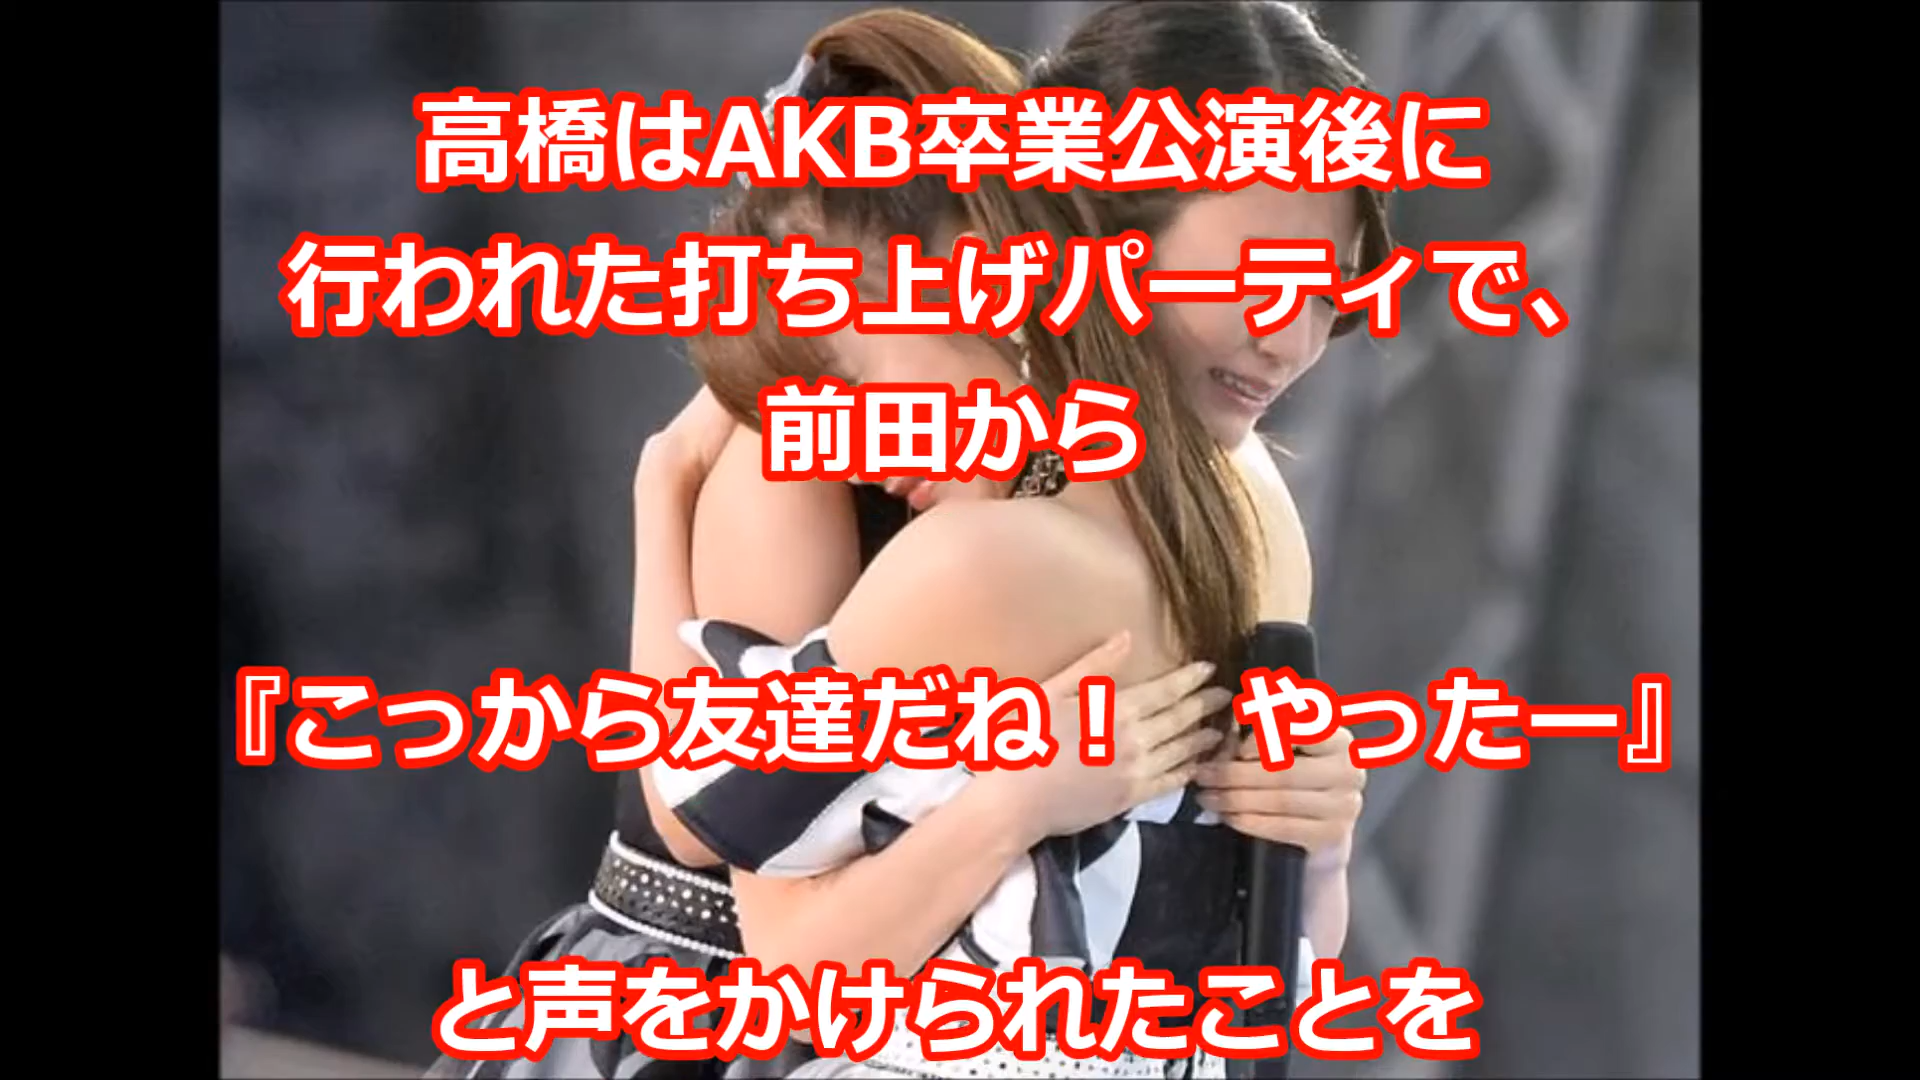 高橋はAKB卒業公演後に
行われた打ち上げパーティで、
前田から
『こっから友達だね！　やったー』
と声をかけられたことを